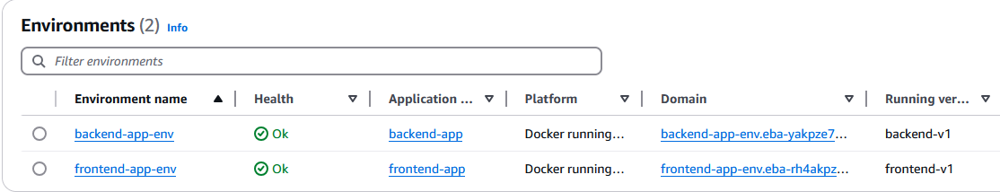 Environments (2) Info
Filter environments
Environment name Health Application ... Platform Domain Running ver...
backend-app-env Ok backend-app Docker running... backend-app-env.eba-yakpze7... backend-v1
frontend-app-env Ok frontend-app Docker running... frontend-app-env.eba-rh4akpz... frontend-v1